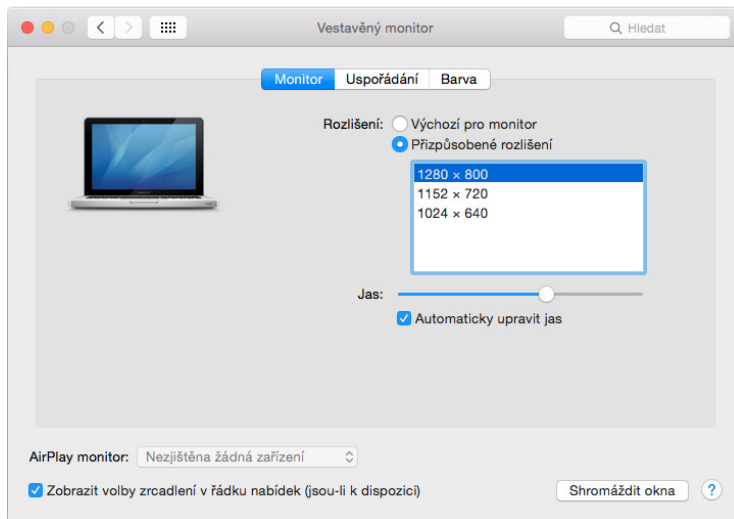 Vestavěný monitor
Hledat
Monitor Uspořádání Barva
Rozlišení: Výchozí pro monitor
Přizpůsobené rozlišení
1280 × 800
1152 × 720
1024 × 640
Jas:
Automaticky upravit jas
AirPlay monitor: Nezjištěna žádná zařízení
Zobrazit volby zrcadlení v řádku nabídek (jsou-li k dispozici)
Shromáždit okna ?